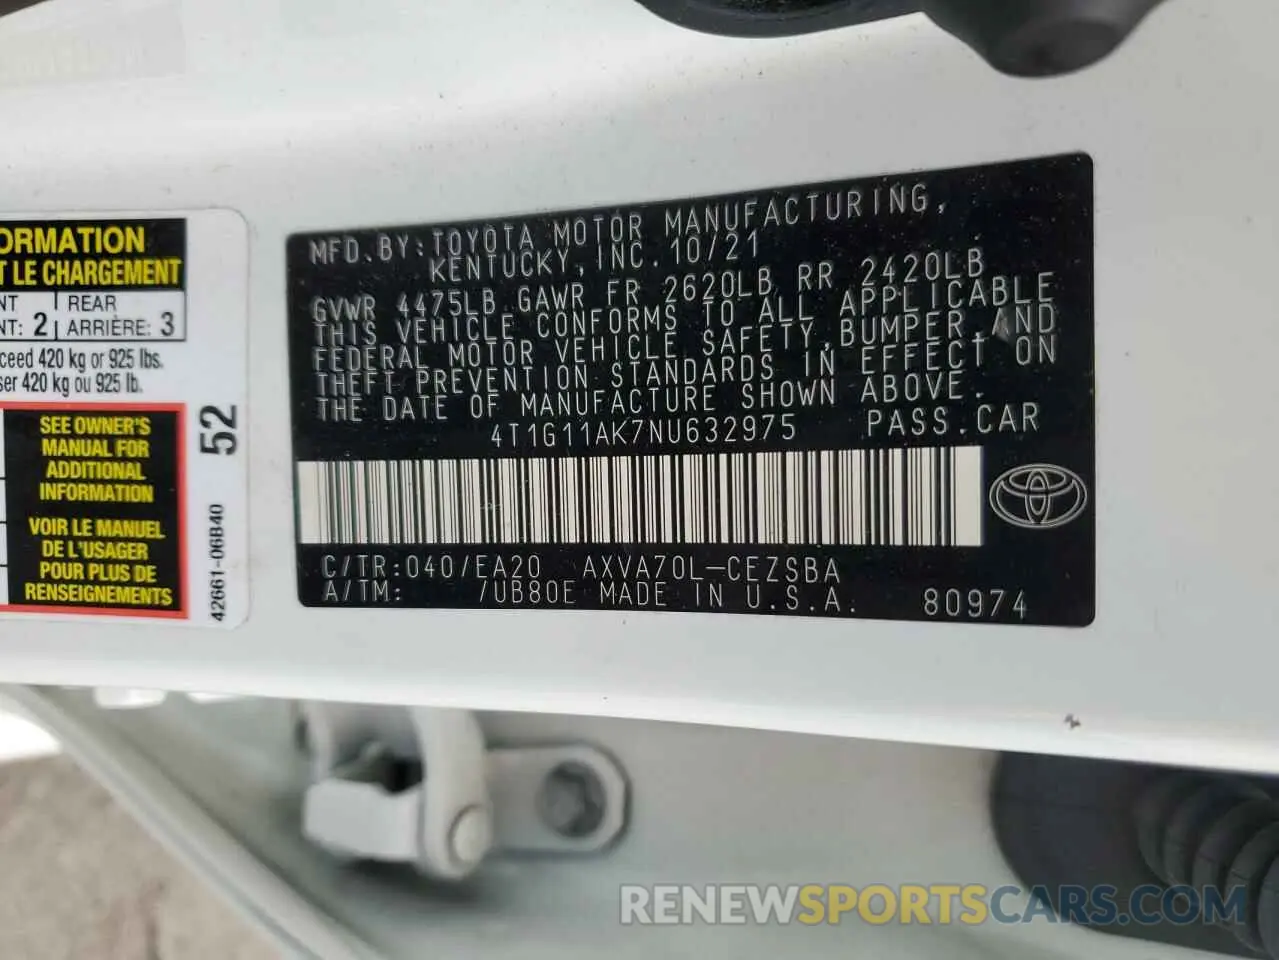 ORMATION
T LE CHARGEMENT
NT | REAR
NT: 2 | ARRIÈRE: 3
ceed 420 kg or 925 lbs.
ser 420 kg ou 925 lb.
SEE OWNER'S
MANUAL FOR
ADDITIONAL
INFORMATION
VOIR LE MANUEL
DE L'USAGER
POUR PLUS DE
RENSEIGNEMENTS
52
42661-06B40
MFD. BY: TOYOTA MOTOR MANUFACTURING,
KENTUCKY, INC. 10/21
GVWR 4475LB GAWR FR 2620LB RR 2420LB
THIS VEHICLE CONFORMS TO ALL APPLICABLE
FEDERAL MOTOR VEHICLE SAFETY, BUMPER, AND
THEFT PREVENTION STANDARDS IN EFFECT ON
THE DATE OF MANUFACTURE SHOWN ABOVE.
4T1G11AK7NU632975 PASS. CAR
C/TR: 040/EA20 AXVA70L-CEZSBA
A/TM: /UB80E MADE IN U.S.A. 80974
RENEWSPORTSCARS.COM